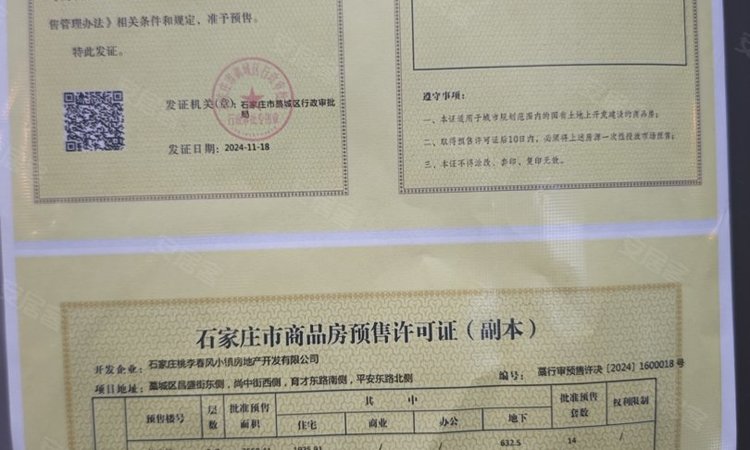 售管理办法》相关条件和规定，准予预售。
特此发证。
发证机关(章)：石家庄市藁城区行政审批局
发证日期：2024-11-18
遵守事项：
一、本证适用于城市规划范围内的国有土地上开发建设的商品房；
二、取得预售许可证后10日内，必须将上述房源一次性投放市场预售；
三、本证不得涂改、套印、复印无效。
石家庄市商品房预售许可证（副本）
开发企业：石家庄桃李春风小镇房地产开发有限公司
编号：藁行审预售许决【2024】1600018 号
项目地址：藁城区昌盛街东侧，尚中街西侧，育才东路南侧，平安东路北侧
预售楼号 层数 批准预售面积 其 中 批准预售套数 权利限制
住宅 商业 办公 地下
1925.91 / / 632.5 14 /